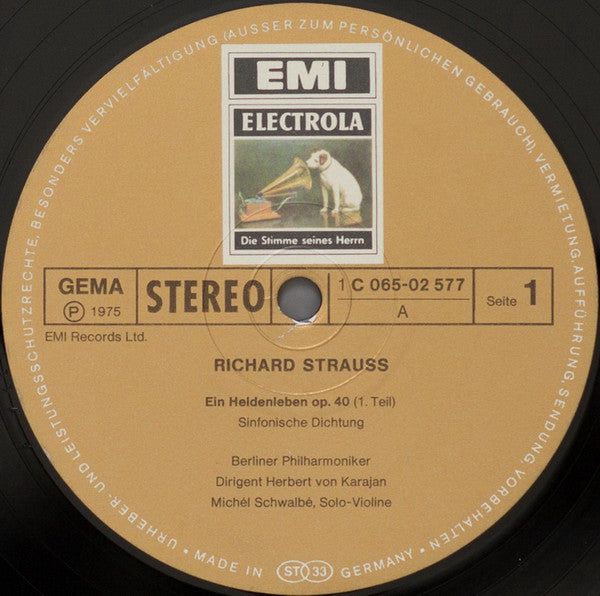 URHEBER- UND LEISTUNGSSCHUTZRECHTE, BESONDERS VERVIELFÄLTIGUNG (AUSSER ZUM PERSÖNLICHEN GEBRAUCH), VERMIETUNG, AUFFÜHRUNG, SENDUNG, VORBEHALTEN
EMI
ELECTROLA
Die Stimme seines Herrn
GEMA
Ⓟ 1975
STEREO
1 C 065-02 577
A
Seite 1
EMI Records Ltd.
RICHARD STRAUSS
Ein Heldenleben op. 40 (1. Teil)
Sinfonische Dichtung
Berliner Philharmoniker
Dirigent Herbert von Karajan
Michél Schwalbé, Solo-Violine
• MADE IN ST 33 GERMANY •